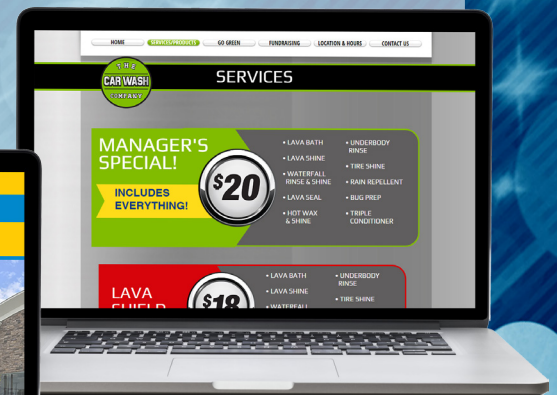 HOME
SERVICES/PRODUCTS
GO GREEN
FUNDRAISING
LOCATION & HOURS
CONTACT US
THE
CAR WASH
COMPANY
SERVICES
MANAGER'S
SPECIAL!
INCLUDES
EVERYTHING!
$20
• LAVA BATH
• LAVA SHINE
• WATERFALL
RINSE & SHINE
• LAVA SEAL
• HOT WAX
& SHINE
• UNDERBODY
RINSE
• TIRE SHINE
• RAIN REPELLENT
• BUG PREP
• TRIPLE
CONDITIONER
LAVA
SHIELD
$18
• LAVA BATH
• LAVA SHINE
• WATERFALL
• UNDERBODY
RINSE
• TIRE SHINE